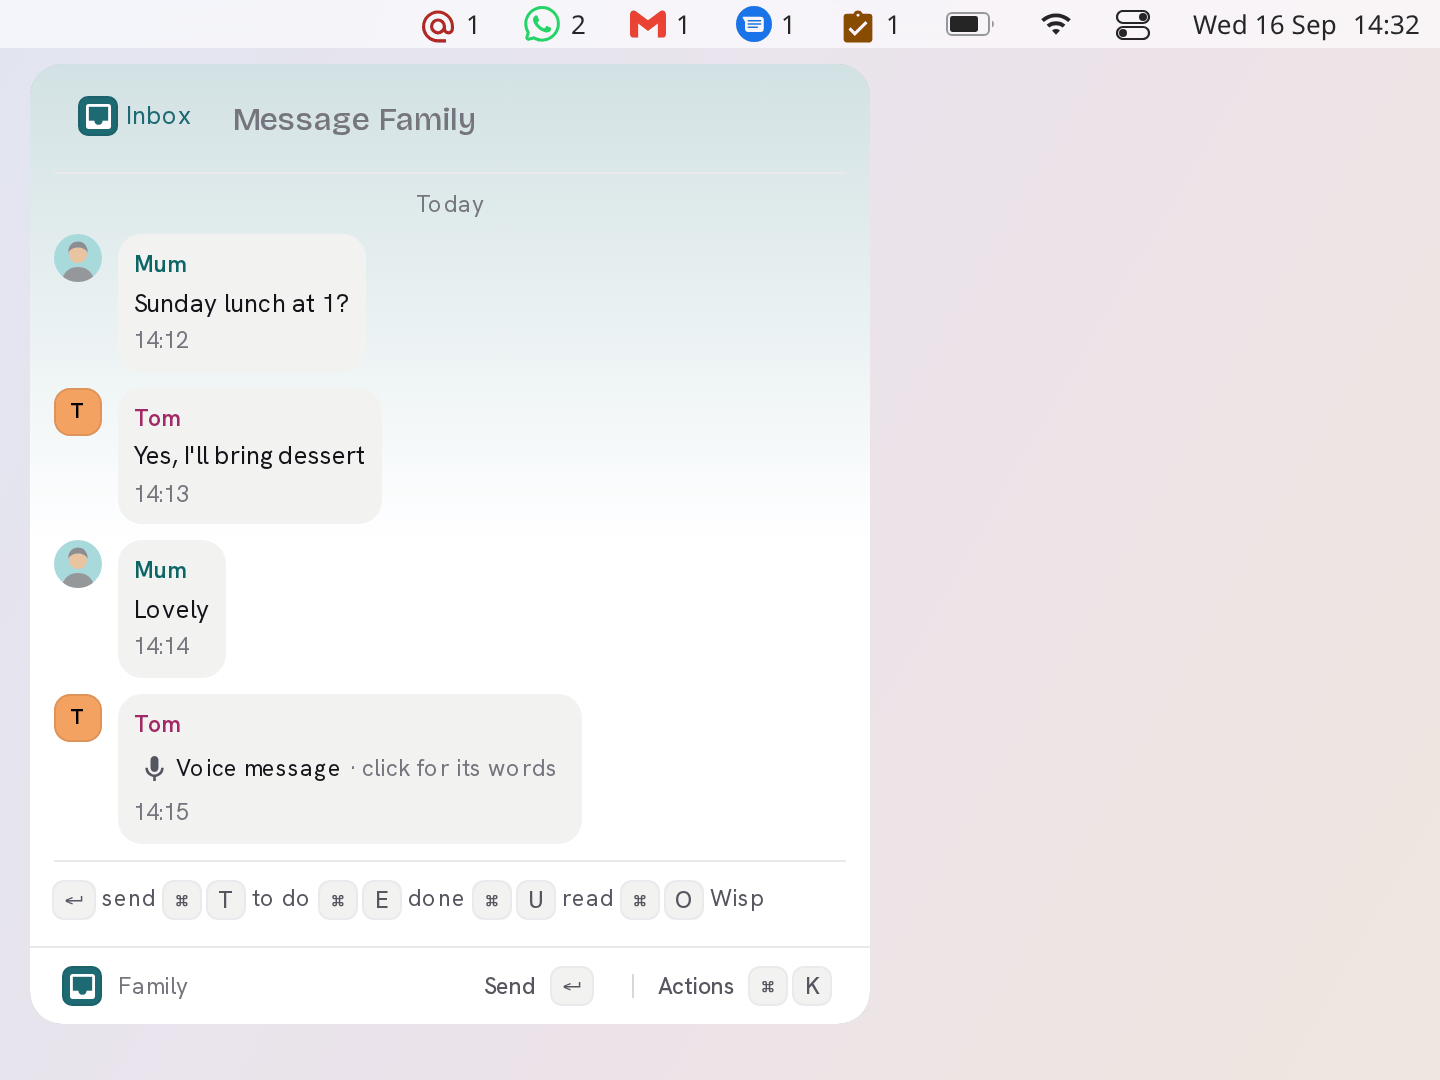 1 2 1 1 1 Wed 16 Sep 14:32
Inbox Message Family
Today
Mum
Sunday lunch at 1?
14:12
T
Tom
Yes, I'll bring dessert
14:13
Mum
Lovely
14:14
T
Tom
Voice message · click for its words
14:15
↵ send ⌘ T to do ⌘ E done ⌘ U read ⌘ O Wisp
Family Send ↵ Actions ⌘ K